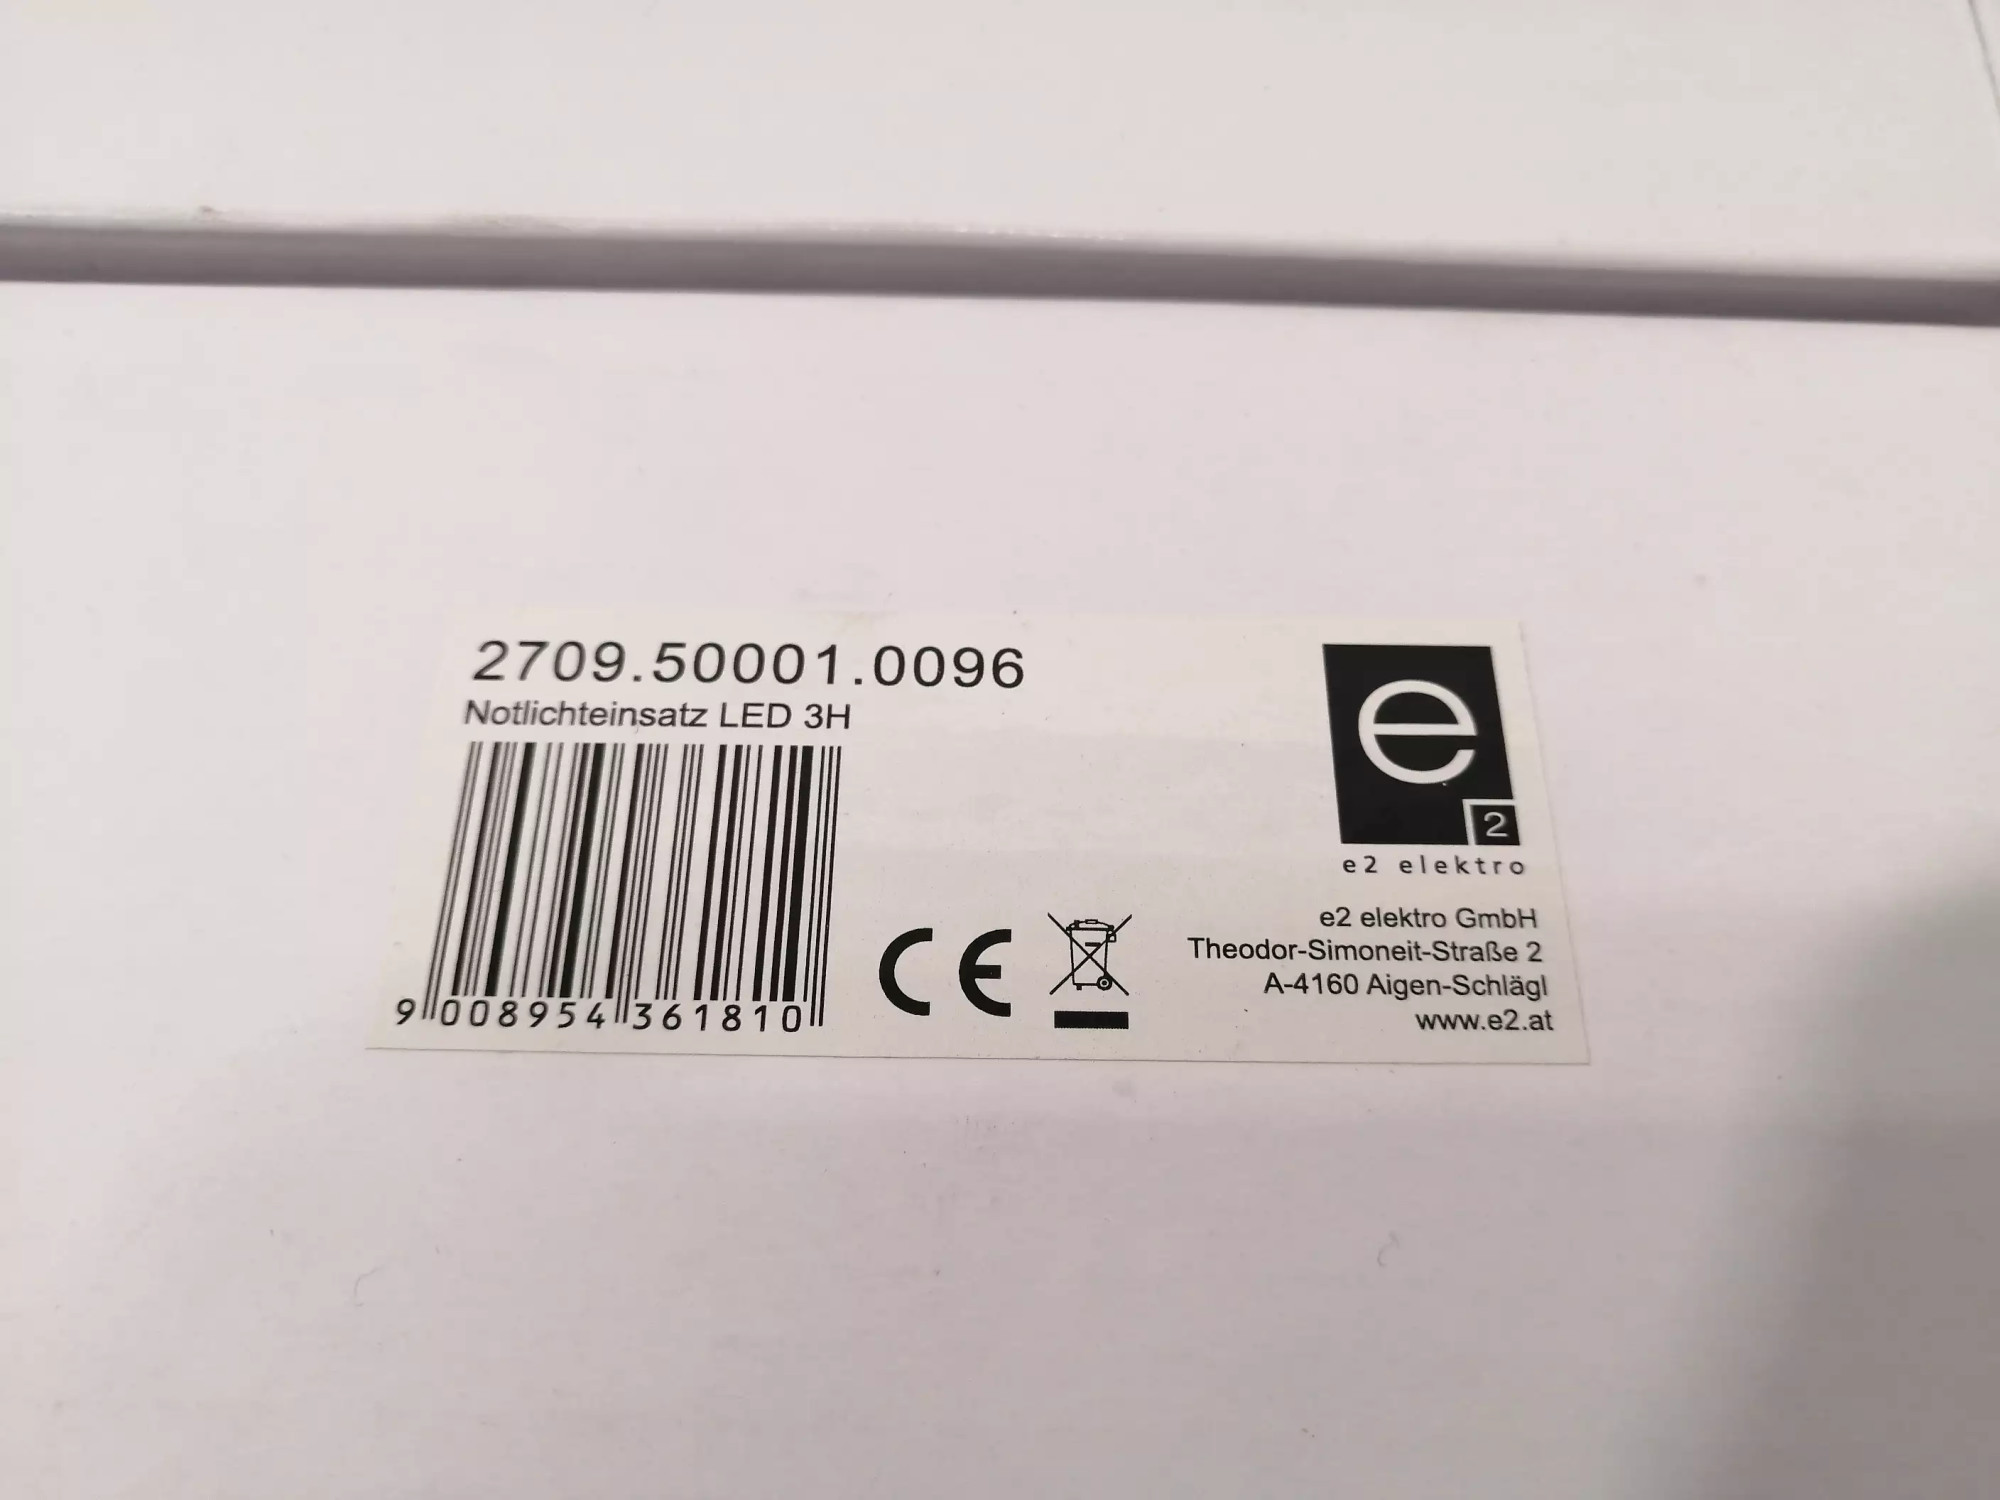 2709.50001.0096
Notlichteinsatz LED 3H
9 008954 361810
e
2
e2 elektro
e2 elektro GmbH
Theodor-Simoneit-Straße 2
A-4160 Aigen-Schlägl
www.e2.at
CE